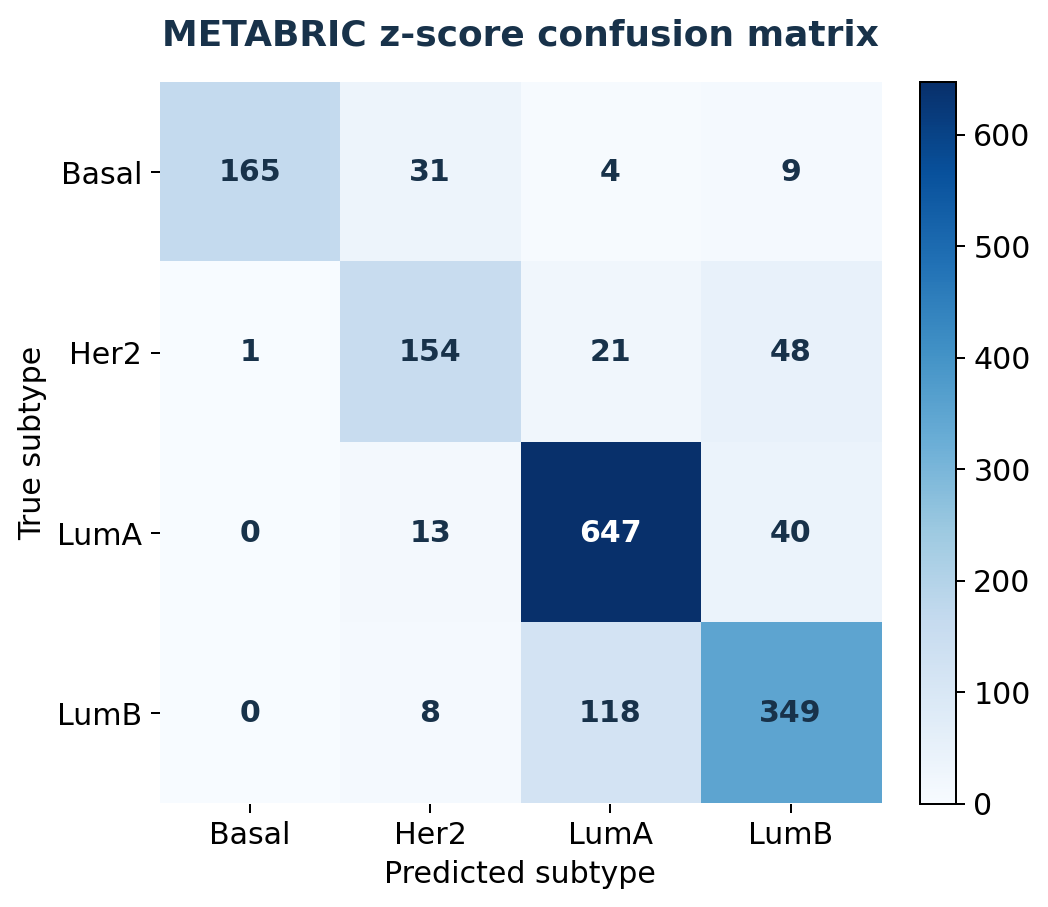 METABRIC z-score confusion matrix
Basal 165 31 4 9
Her2 1 154 21 48
LumA 0 13 647 40
LumB 0 8 118 349
Basal Her2 LumA LumB
Predicted subtype
True subtype
600
500
400
300
200
100
0